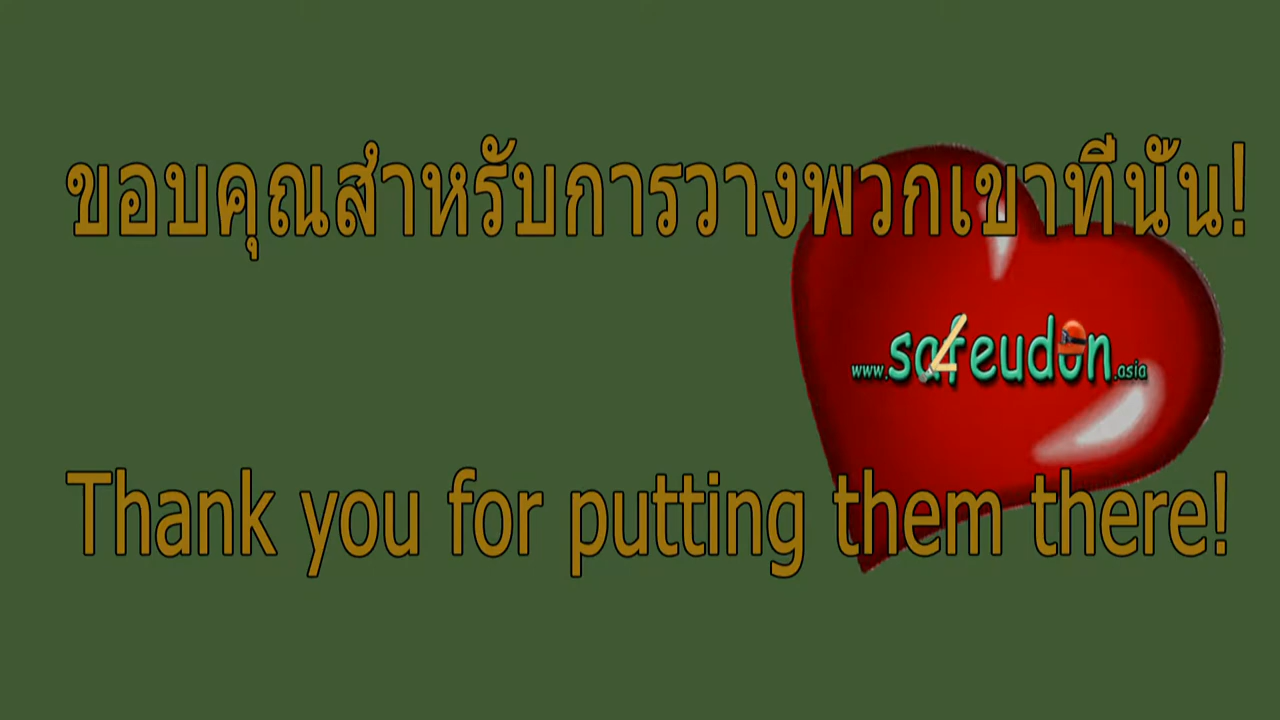 ขอบคุณสำหรับการวางพวกเขาที่นั่น!
www.safeudon.asia
Thank you for putting them there!